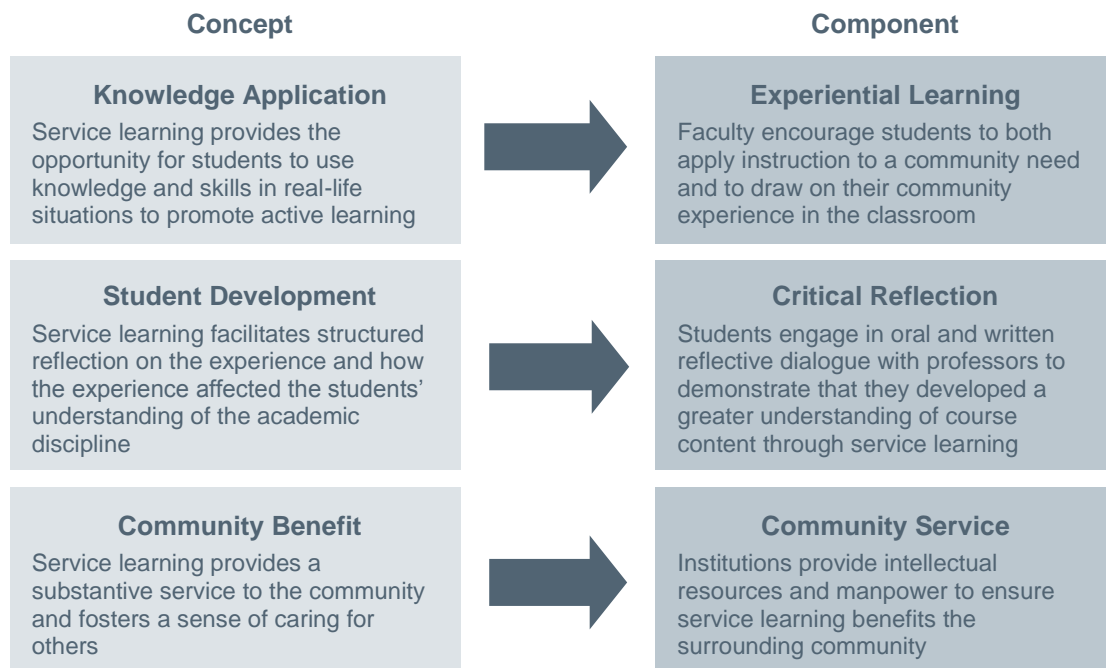 Concept
Component
Knowledge Application
Service learning provides the
opportunity for students to use
knowledge and skills in real-life
situations to promote active learning
Experiential Learning
Faculty encourage students to both
apply instruction to a community need
and to draw on their community
experience in the classroom
Student Development
Service learning facilitates structured
reflection on the experience and how
the experience affected the students’
understanding of the academic
discipline
Critical Reflection
Students engage in oral and written
reflective dialogue with professors to
demonstrate that they developed a
greater understanding of course
content through service learning
Community Benefit
Service learning provides a
substantive service to the community
and fosters a sense of caring for
others
Community Service
Institutions provide intellectual
resources and manpower to ensure
service learning benefits the
surrounding community